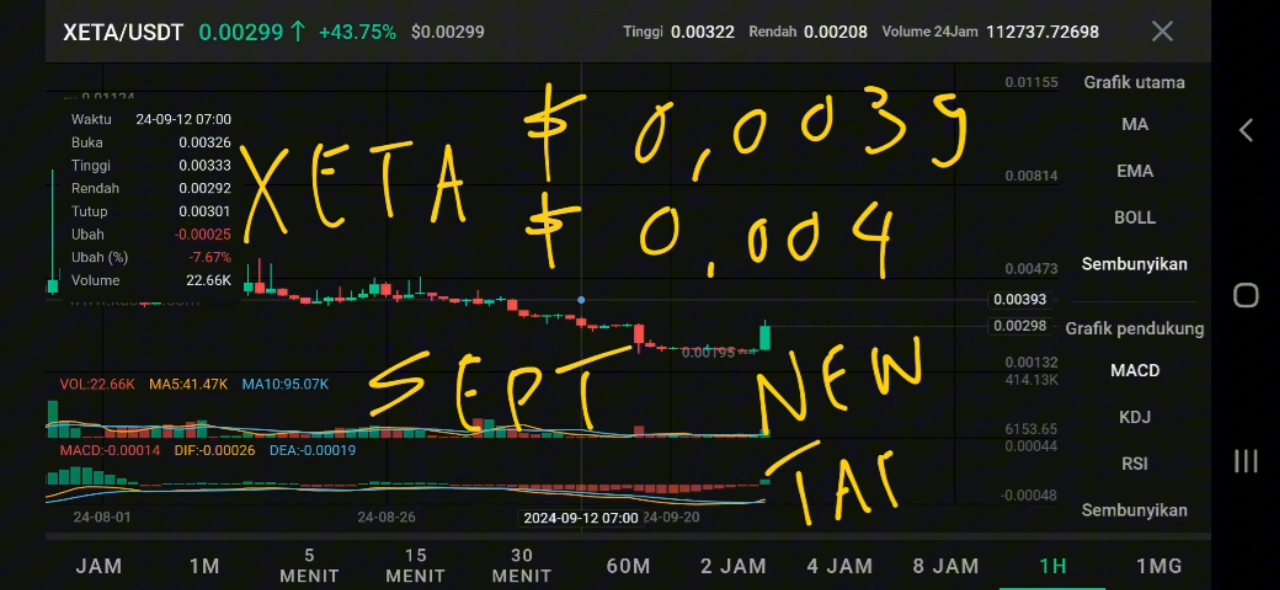 XETA/USDT 0.00299↑ +43.75% $0.00299 Tinggi 0.00322 Rendah 0.00208 Volume 24Jam 112737.72698
0.01155 Grafik utama
Waktu 24-09-12 07:00
Buka 0.00326
Tinggi 0.00333
Rendah 0.00292
Tutup 0.00301
Ubah -0.00025
Ubah (%) -7.67%
Volume 22.66K
XETA $ 0,0039
$ 0,004
MA
0.00814 EMA
BOLL
0.00473 Sembunyikan
0.00393
0.00298 Grafik pendukung
0.00195
0.00132
VOL:22.66K MA5:41.47K MA10:95.07K 414.13K
MACD
SEPT NEW
TAR
KDJ
6153.65
MACD:-0.00014 DIF:-0.00026 DEA:-0.00019 0.00044
RSI
-0.00048
24-08-01 24-08-26 2024-09-12 07:00 24-09-20 Sembunyikan
JAM 1M 5 MENIT 15 MENIT 30 MENIT 60M 2 JAM 4 JAM 8 JAM 1H 1MG